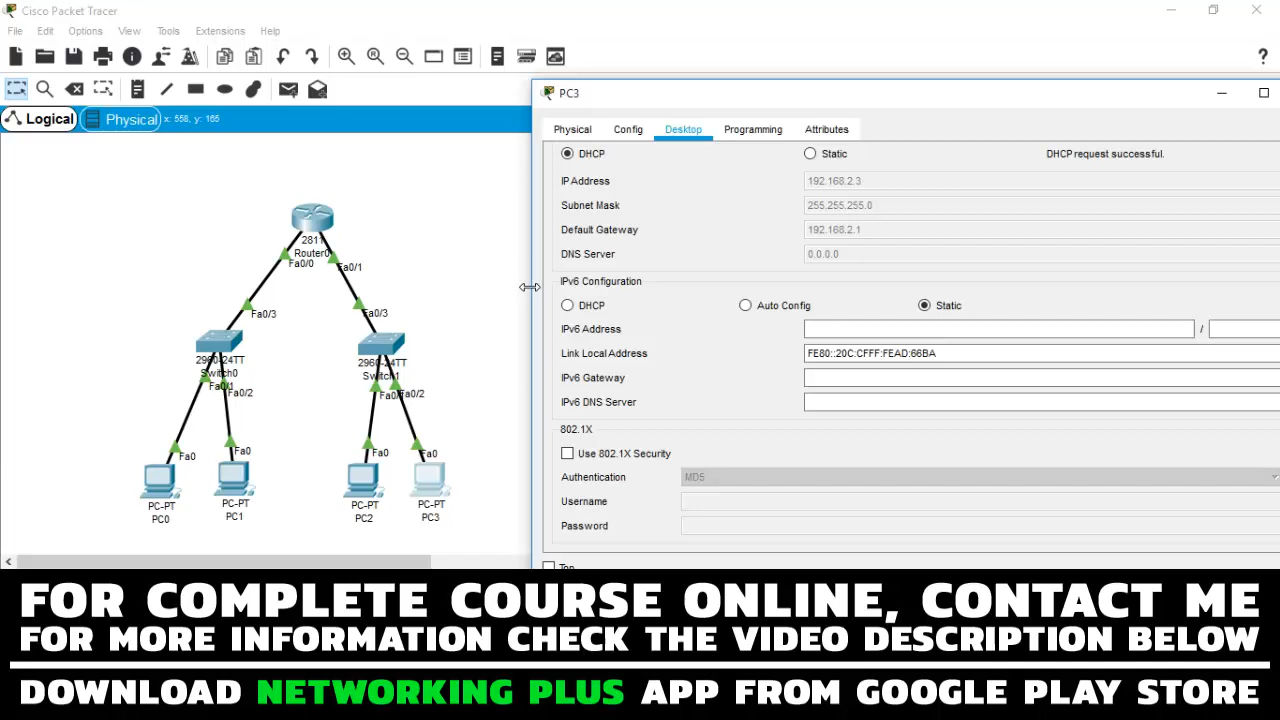 Cisco Packet Tracer
File Edit Options View Tools Extensions Help
Logical Physical x: 558, y: 165
PC3
Physical Config Desktop Programming Attributes
DHCP Static DHCP request successful.
IP Address 192.168.2.3
Subnet Mask 255.255.255.0
Default Gateway 192.168.2.1
DNS Server 0.0.0.0
IPv6 Configuration
DHCP Auto Config Static
IPv6 Address /
Link Local Address FE80::20C:CFFF:FEAD:66BA
IPv6 Gateway
IPv6 DNS Server
802.1X
Use 802.1X Security
Authentication MD5
Username
Password
Top
2811
Router0
Fa0/0
Fa0/1
Fa0/3
Fa0/3
2960-24TT
Switch0
Fa0/1
Fa0/2
2960-24TT
Switch1
Fa0/2
Fa0
Fa0
Fa0
Fa0
PC-PT
PC0
PC-PT
PC1
PC-PT
PC2
PC-PT
PC3
FOR COMPLETE COURSE ONLINE, CONTACT ME
FOR MORE INFORMATION CHECK THE VIDEO DESCRIPTION BELOW
DOWNLOAD NETWORKING PLUS APP FROM GOOGLE PLAY STORE